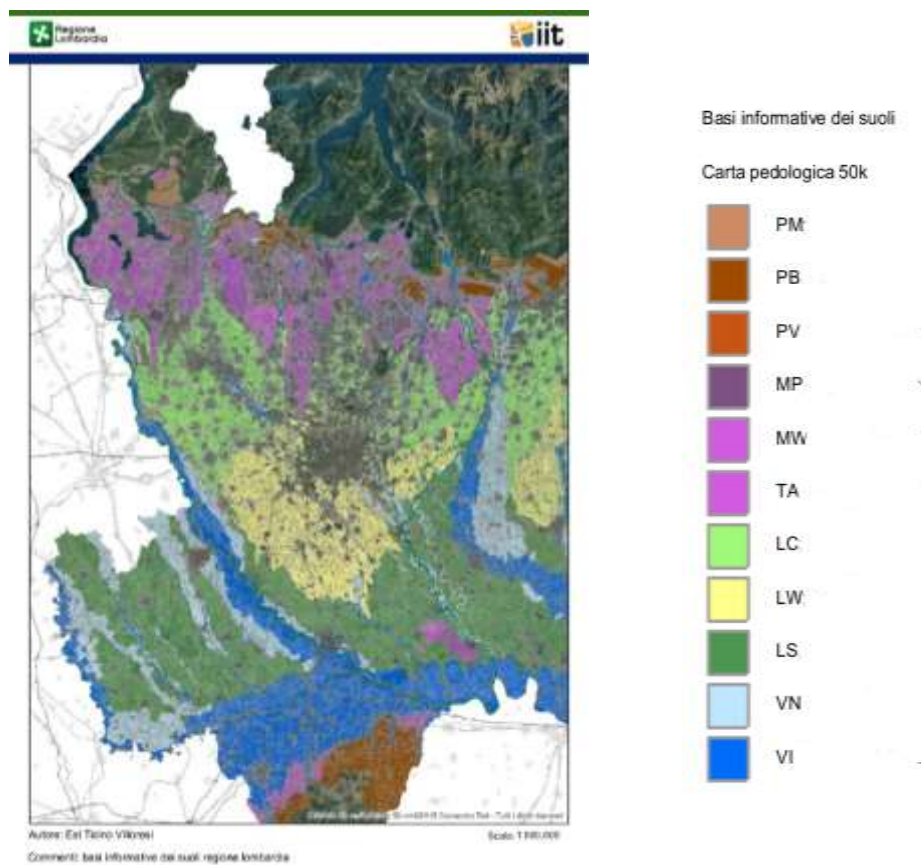 Regione
Lombardia
iit
Basi informative dei suoli
Carta pedologica 50k
PM
PB
PV
MP
MW
TA
LC
LW
LS
VN
VI
Autore: Est Ticino Villoresi
Commenti: basi informative dei suoli regione lombardia